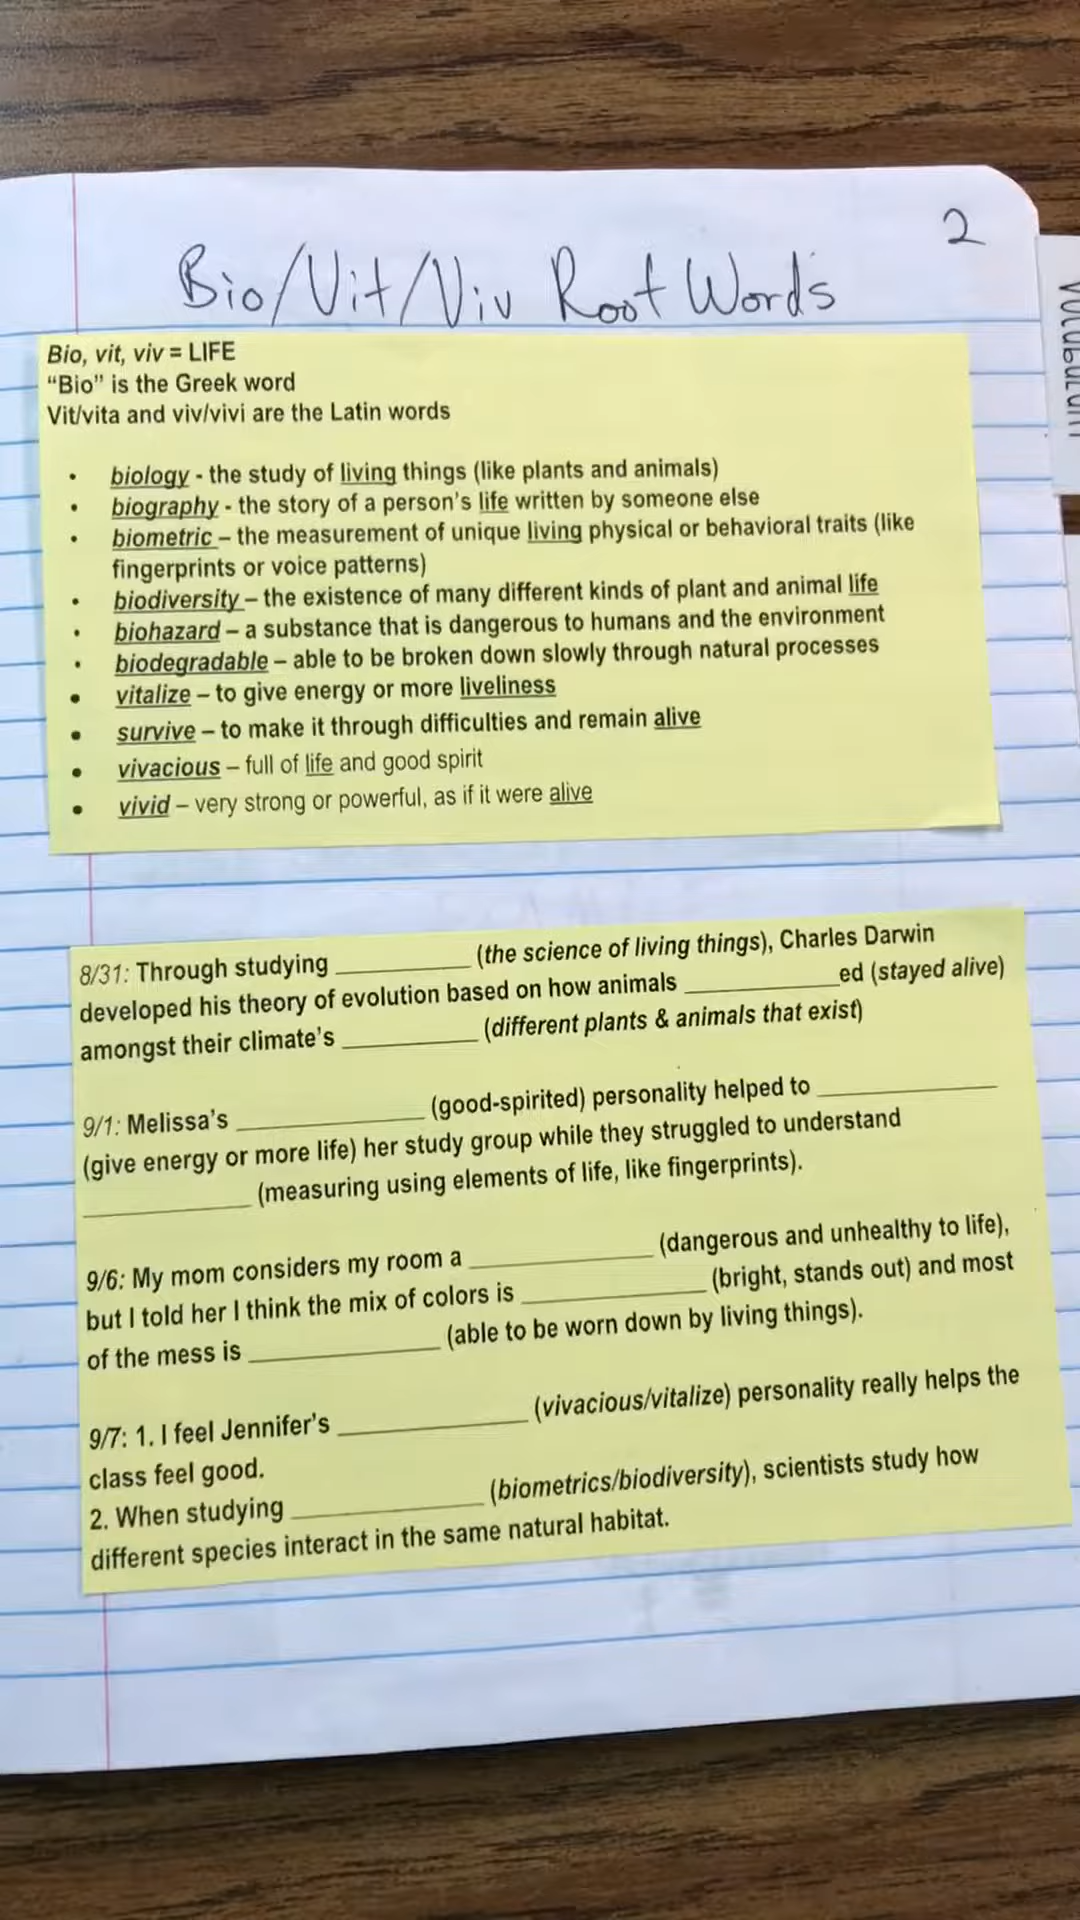 2
Bio/Vit/Viv Root Words
VOCABULARY
Bio, vit, viv = LIFE
“Bio” is the Greek word
Vit/vita and viv/vivi are the Latin words
• biology - the study of living things (like plants and animals)
• biography - the story of a person’s life written by someone else
• biometric – the measurement of unique living physical or behavioral traits (like
fingerprints or voice patterns)
• biodiversity – the existence of many different kinds of plant and animal life
• biohazard – a substance that is dangerous to humans and the environment
• biodegradable – able to be broken down slowly through natural processes
• vitalize – to give energy or more liveliness
• survive – to make it through difficulties and remain alive
• vivacious – full of life and good spirit
• vivid – very strong or powerful, as if it were alive
8/31: Through studying __________ (the science of living things), Charles Darwin
developed his theory of evolution based on how animals ___________ed (stayed alive)
amongst their climate’s __________ (different plants & animals that exist)
9/1: Melissa’s ______________ (good-spirited) personality helped to _____________
(give energy or more life) her study group while they struggled to understand
____________ (measuring using elements of life, like fingerprints).
9/6: My mom considers my room a _____________ (dangerous and unhealthy to life),
but I told her I think the mix of colors is _____________ (bright, stands out) and most
of the mess is ______________ (able to be worn down by living things).
9/7: 1. I feel Jennifer’s ______________ (vivacious/vitalize) personality really helps the
class feel good.
2. When studying ______________ (biometrics/biodiversity), scientists study how
different species interact in the same natural habitat.